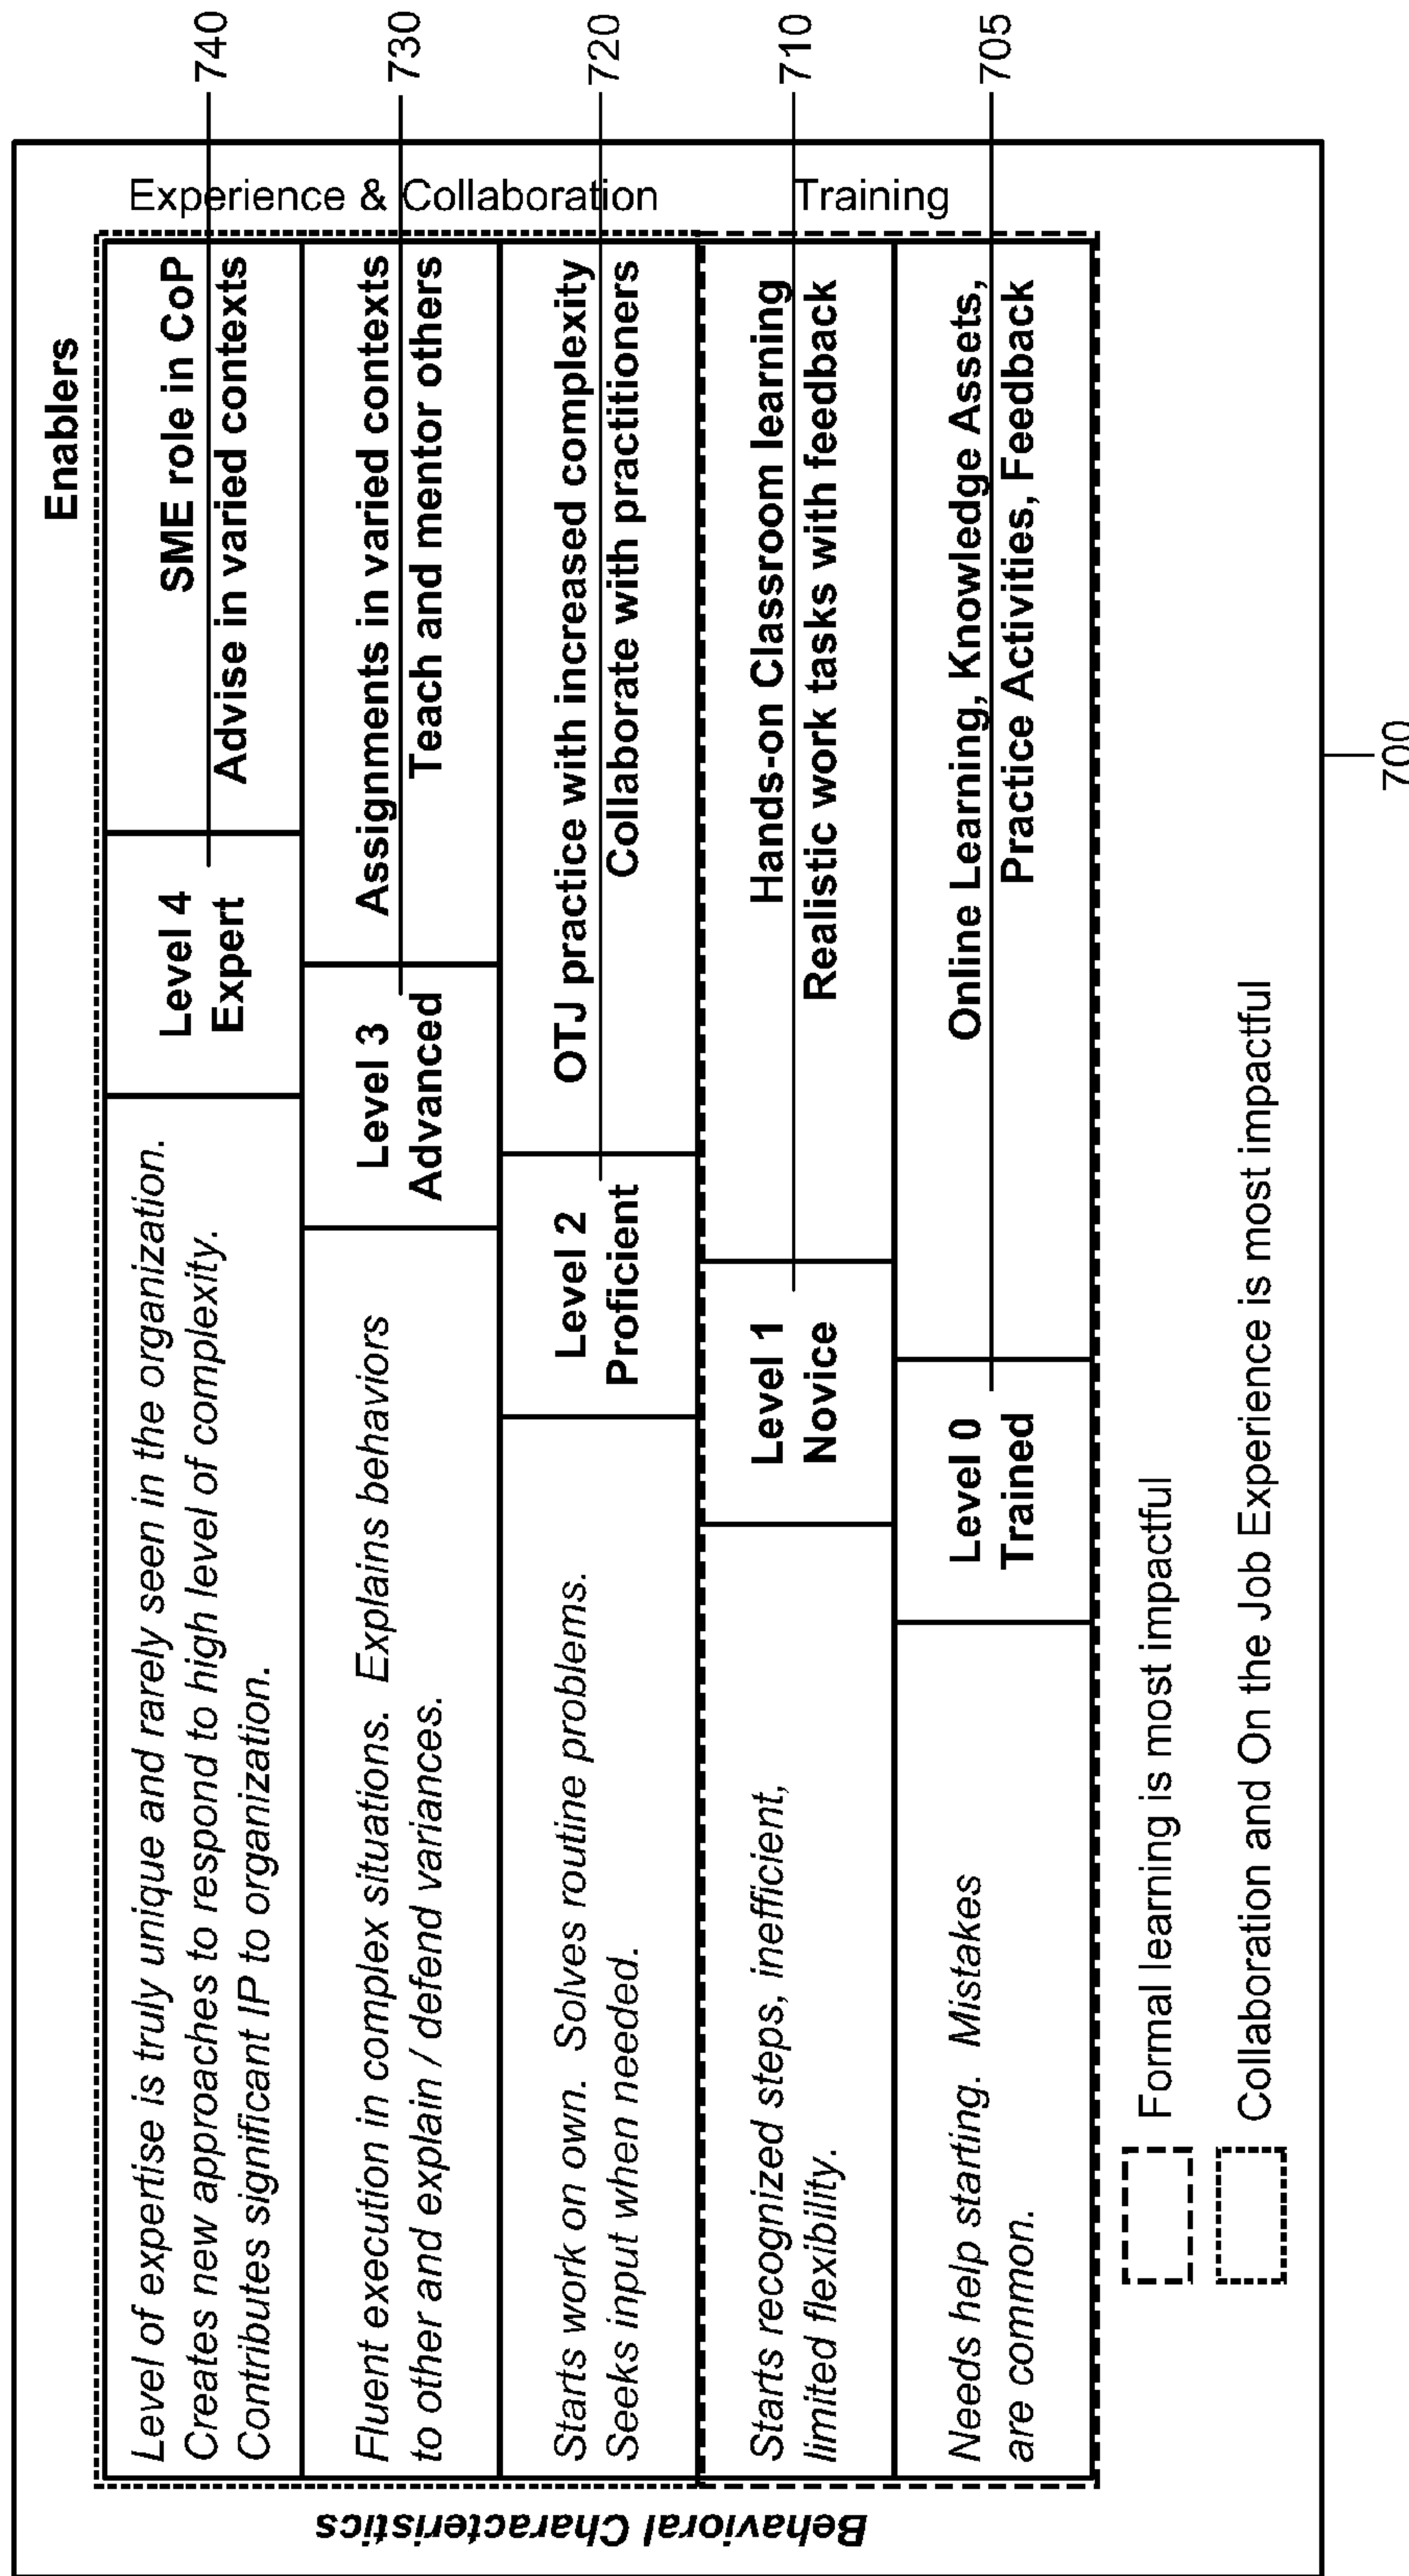 Enablers
Behavioral Characteristics
Level of expertise is truly unique and rarely seen in the organization.
Creates new approaches to respond to high level of complexity.
Contributes significant IP to organization.
Level 4
Expert
SME role in CoP
Advise in varied contexts
740
Fluent execution in complex situations. Explains behaviors
to other and explain / defend variances.
Level 3
Advanced
Assignments in varied contexts
Teach and mentor others
730
Experience & Collaboration
Starts work on own. Solves routine problems.
Seeks input when needed.
Level 2
Proficient
OTJ practice with increased complexity
Collaborate with practitioners
720
Starts recognized steps, inefficient,
limited flexibility.
Level 1
Novice
Hands-on Classroom learning
Realistic work tasks with feedback
710
Training
Needs help starting. Mistakes
are common.
Level 0
Trained
Online Learning, Knowledge Assets,
Practice Activities, Feedback
705
Formal learning is most impactful
Collaboration and On the Job Experience is most impactful
700